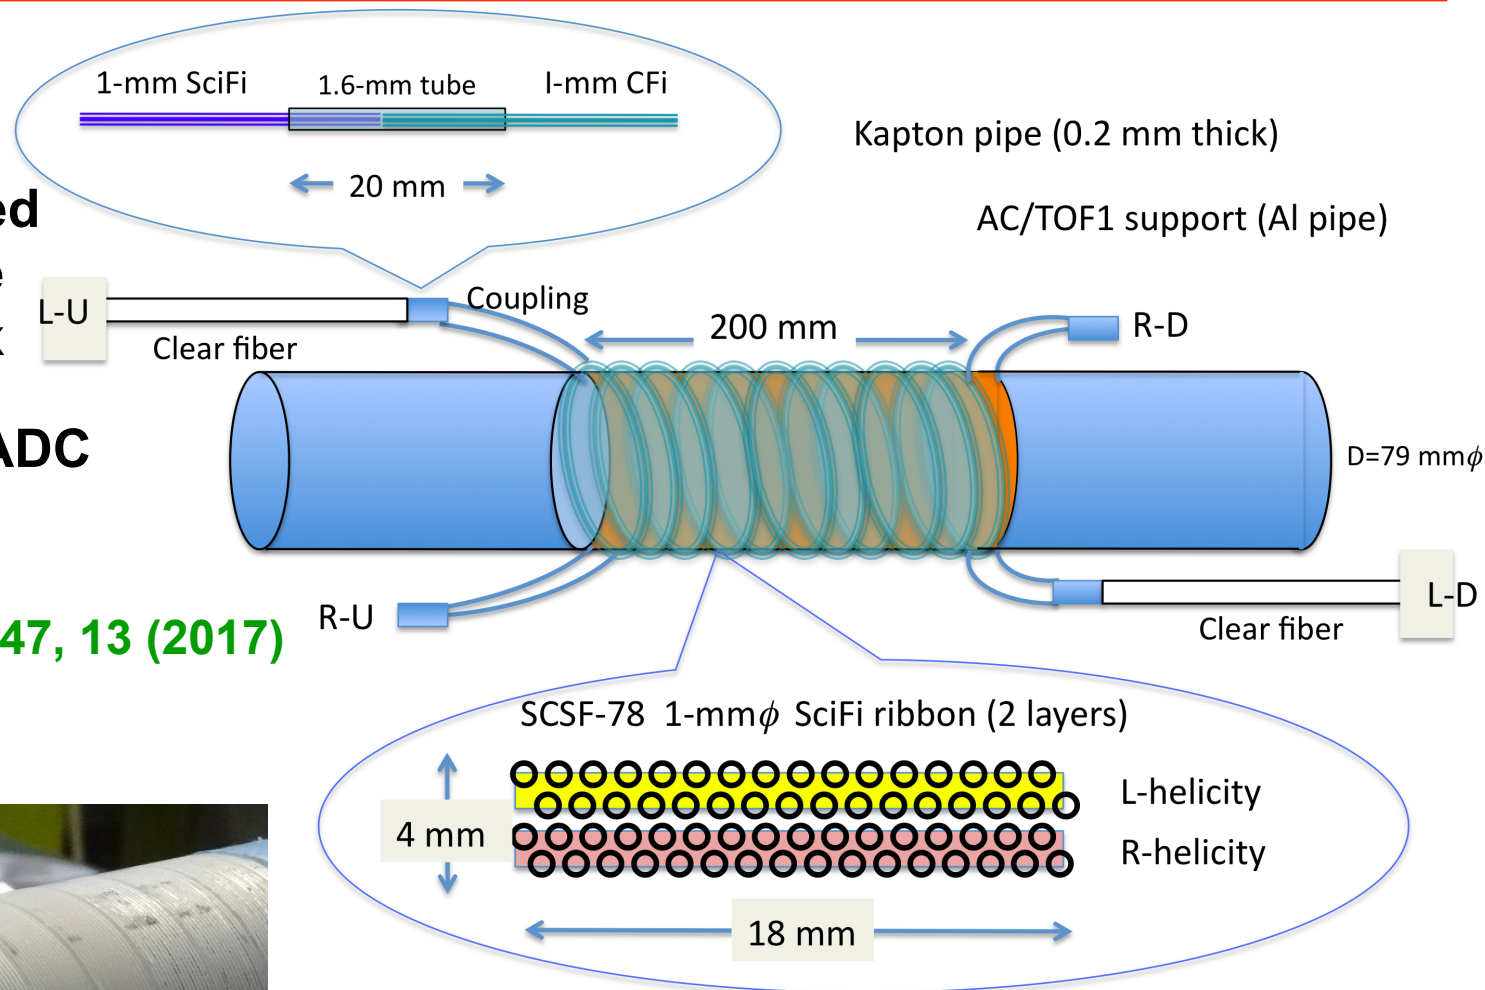 1-mm SciFi
1.6-mm tube
I-mm CFi
20 mm
Kapton pipe (0.2 mm thick)
AC/TOF1 support (Al pipe)
ed
e
L-U
Coupling
Clear fiber
k
200 mm
R-D
ADC
D=79 mmϕ
R-U
L-D
Clear fiber
47, 13 (2017)
SCSF-78 1-mmϕ SciFi ribbon (2 layers)
L-helicity
4 mm
R-helicity
18 mm